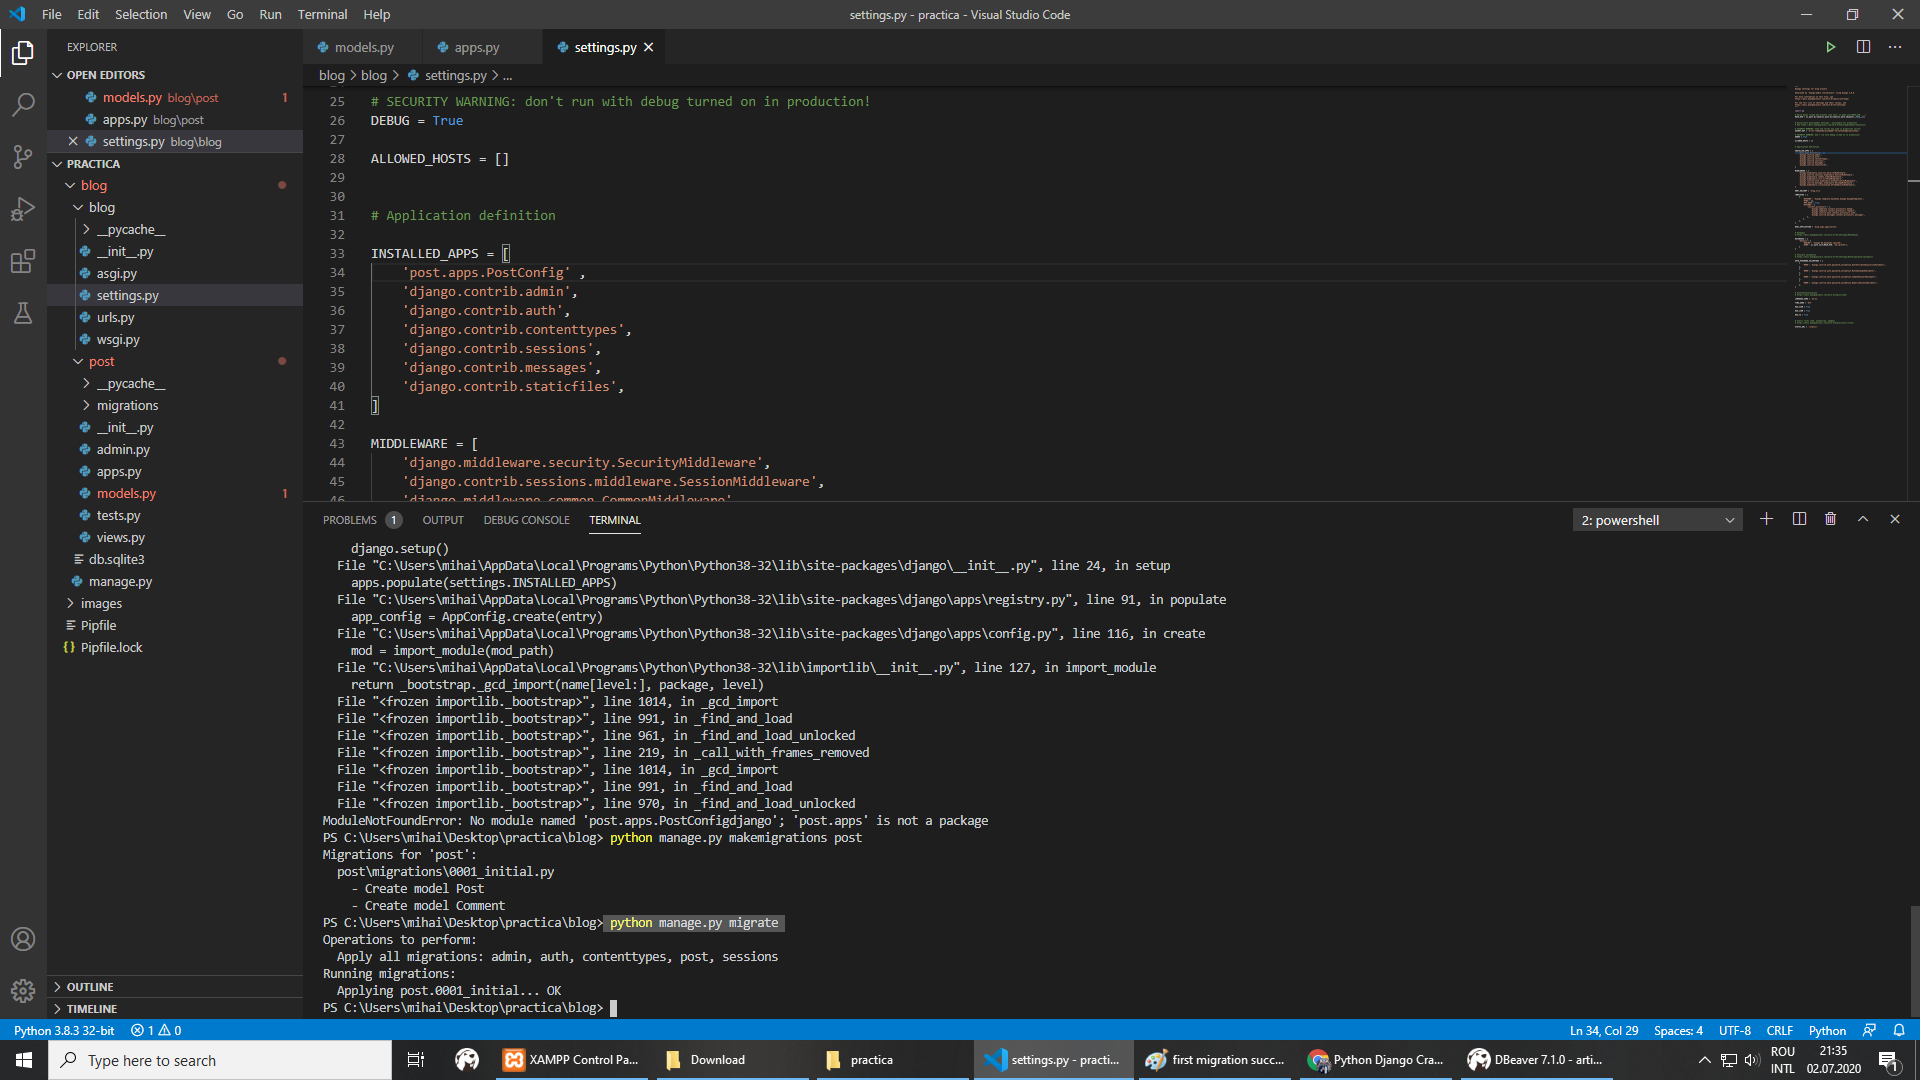 File Edit Selection View Go Run Terminal Help
settings.py - practica - Visual Studio Code
EXPLORER
OPEN EDITORS
models.py blog\post 1
apps.py blog\post
settings.py blog\blog
PRACTICA
blog
blog
__pycache__
__init__.py
asgi.py
settings.py
urls.py
wsgi.py
post
__pycache__
migrations
__init__.py
admin.py
apps.py
models.py 1
tests.py
views.py
db.sqlite3
manage.py
images
Pipfile
Pipfile.lock
OUTLINE
TIMELINE
models.py apps.py settings.py
blog > blog > settings.py > ...
25 # SECURITY WARNING: don't run with debug turned on in production!
26 DEBUG = True
27
28 ALLOWED_HOSTS = []
29
30
31 # Application definition
32
33 INSTALLED_APPS = [
34 'post.apps.PostConfig' ,
35 'django.contrib.admin',
36 'django.contrib.auth',
37 'django.contrib.contenttypes',
38 'django.contrib.sessions',
39 'django.contrib.messages',
40 'django.contrib.staticfiles',
41 ]
42
43 MIDDLEWARE = [
44 'django.middleware.security.SecurityMiddleware',
45 'django.contrib.sessions.middleware.SessionMiddleware',
46 'django.middleware.common.CommonMiddleware'
PROBLEMS 1 OUTPUT DEBUG CONSOLE TERMINAL
2: powershell
django.setup()
File "C:\Users\mihai\AppData\Local\Programs\Python\Python38-32\lib\site-packages\django\__init__.py", line 24, in setup
apps.populate(settings.INSTALLED_APPS)
File "C:\Users\mihai\AppData\Local\Programs\Python\Python38-32\lib\site-packages\django\apps\registry.py", line 91, in populate
app_config = AppConfig.create(entry)
File "C:\Users\mihai\AppData\Local\Programs\Python\Python38-32\lib\site-packages\django\apps\config.py", line 116, in create
mod = import_module(mod_path)
File "C:\Users\mihai\AppData\Local\Programs\Python\Python38-32\lib\importlib\__init__.py", line 127, in import_module
return _bootstrap._gcd_import(name[level:], package, level)
File "<frozen importlib._bootstrap>", line 1014, in _gcd_import
File "<frozen importlib._bootstrap>", line 991, in _find_and_load
File "<frozen importlib._bootstrap>", line 961, in _find_and_load_unlocked
File "<frozen importlib._bootstrap>", line 219, in _call_with_frames_removed
File "<frozen importlib._bootstrap>", line 1014, in _gcd_import
File "<frozen importlib._bootstrap>", line 991, in _find_and_load
File "<frozen importlib._bootstrap>", line 970, in _find_and_load_unlocked
ModuleNotFoundError: No module named 'post.apps.PostConfigdjango'; 'post.apps' is not a package
PS C:\Users\mihai\Desktop\practica\blog> python manage.py makemigrations post
Migrations for 'post':
post\migrations\0001_initial.py
- Create model Post
- Create model Comment
PS C:\Users\mihai\Desktop\practica\blog> python manage.py migrate
Operations to perform:
Apply all migrations: admin, auth, contenttypes, post, sessions
Running migrations:
Applying post.0001_initial... OK
PS C:\Users\mihai\Desktop\practica\blog>
Python 3.8.3 32-bit 1 0
Ln 34, Col 29 Spaces: 4 UTF-8 CRLF Python
Type here to search
XAMPP Control Pa...
Download
practica
settings.py - practi...
first migration succ...
Python Django Cra...
DBeaver 7.1.0 - arti...
ROU
INTL
21:35
02.07.2020
1